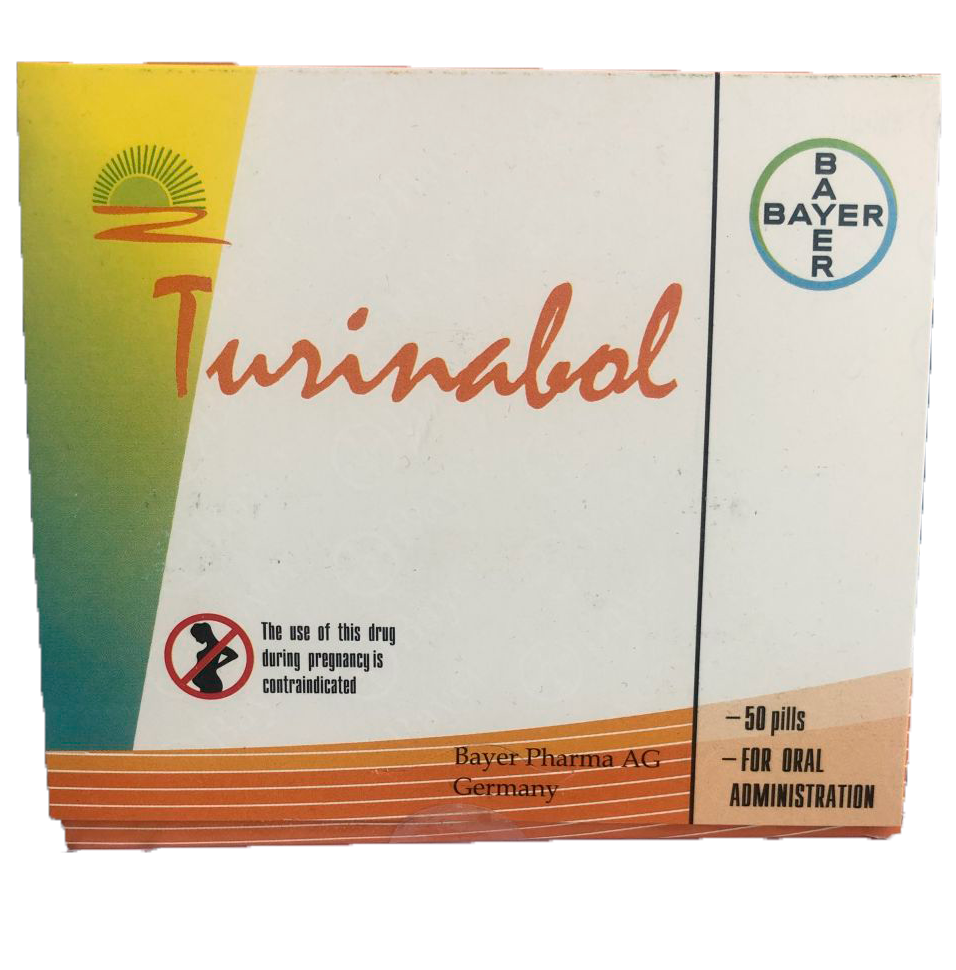 BAYER
BAYER
Turinabol
The use of this drug
during pregnancy is
contraindicated
Bayer Pharma AG
Germany
– 50 pills
– FOR ORAL
ADMINISTRATION